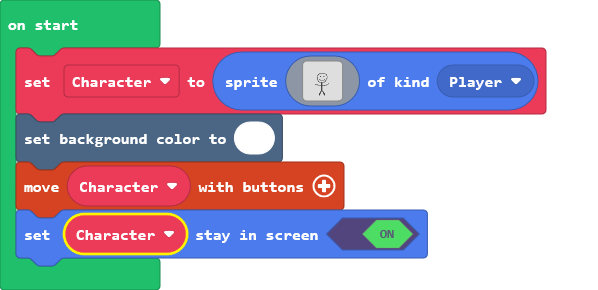 on start
set Character to sprite of kind Player
set background color to
move Character with buttons
set Character stay in screen ON